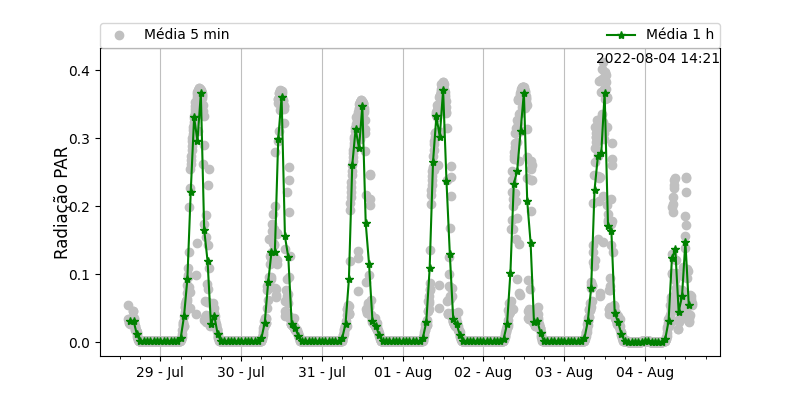 Média 5 min
Média 1 h
2022-08-04 14:21
Radiação PAR
0.4
0.3
0.2
0.1
0.0
29 - Jul
30 - Jul
31 - Jul
01 - Aug
02 - Aug
03 - Aug
04 - Aug